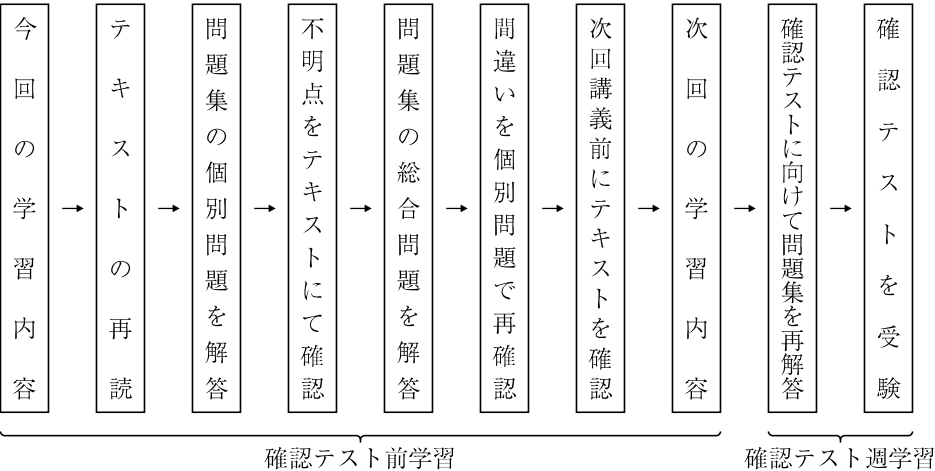 今回の学習内容
→
テキストの再読
→
問題集の個別問題を解答
→
不明点をテキストにて確認
→
問題集の総合問題を解答
→
間違いを個別問題で再確認
→
次回講義前にテキストを確認
→
次回の学習内容
→
確認テストに向けて問題集を再解答
→
確認テストを受験
確認テスト前学習
確認テスト週学習